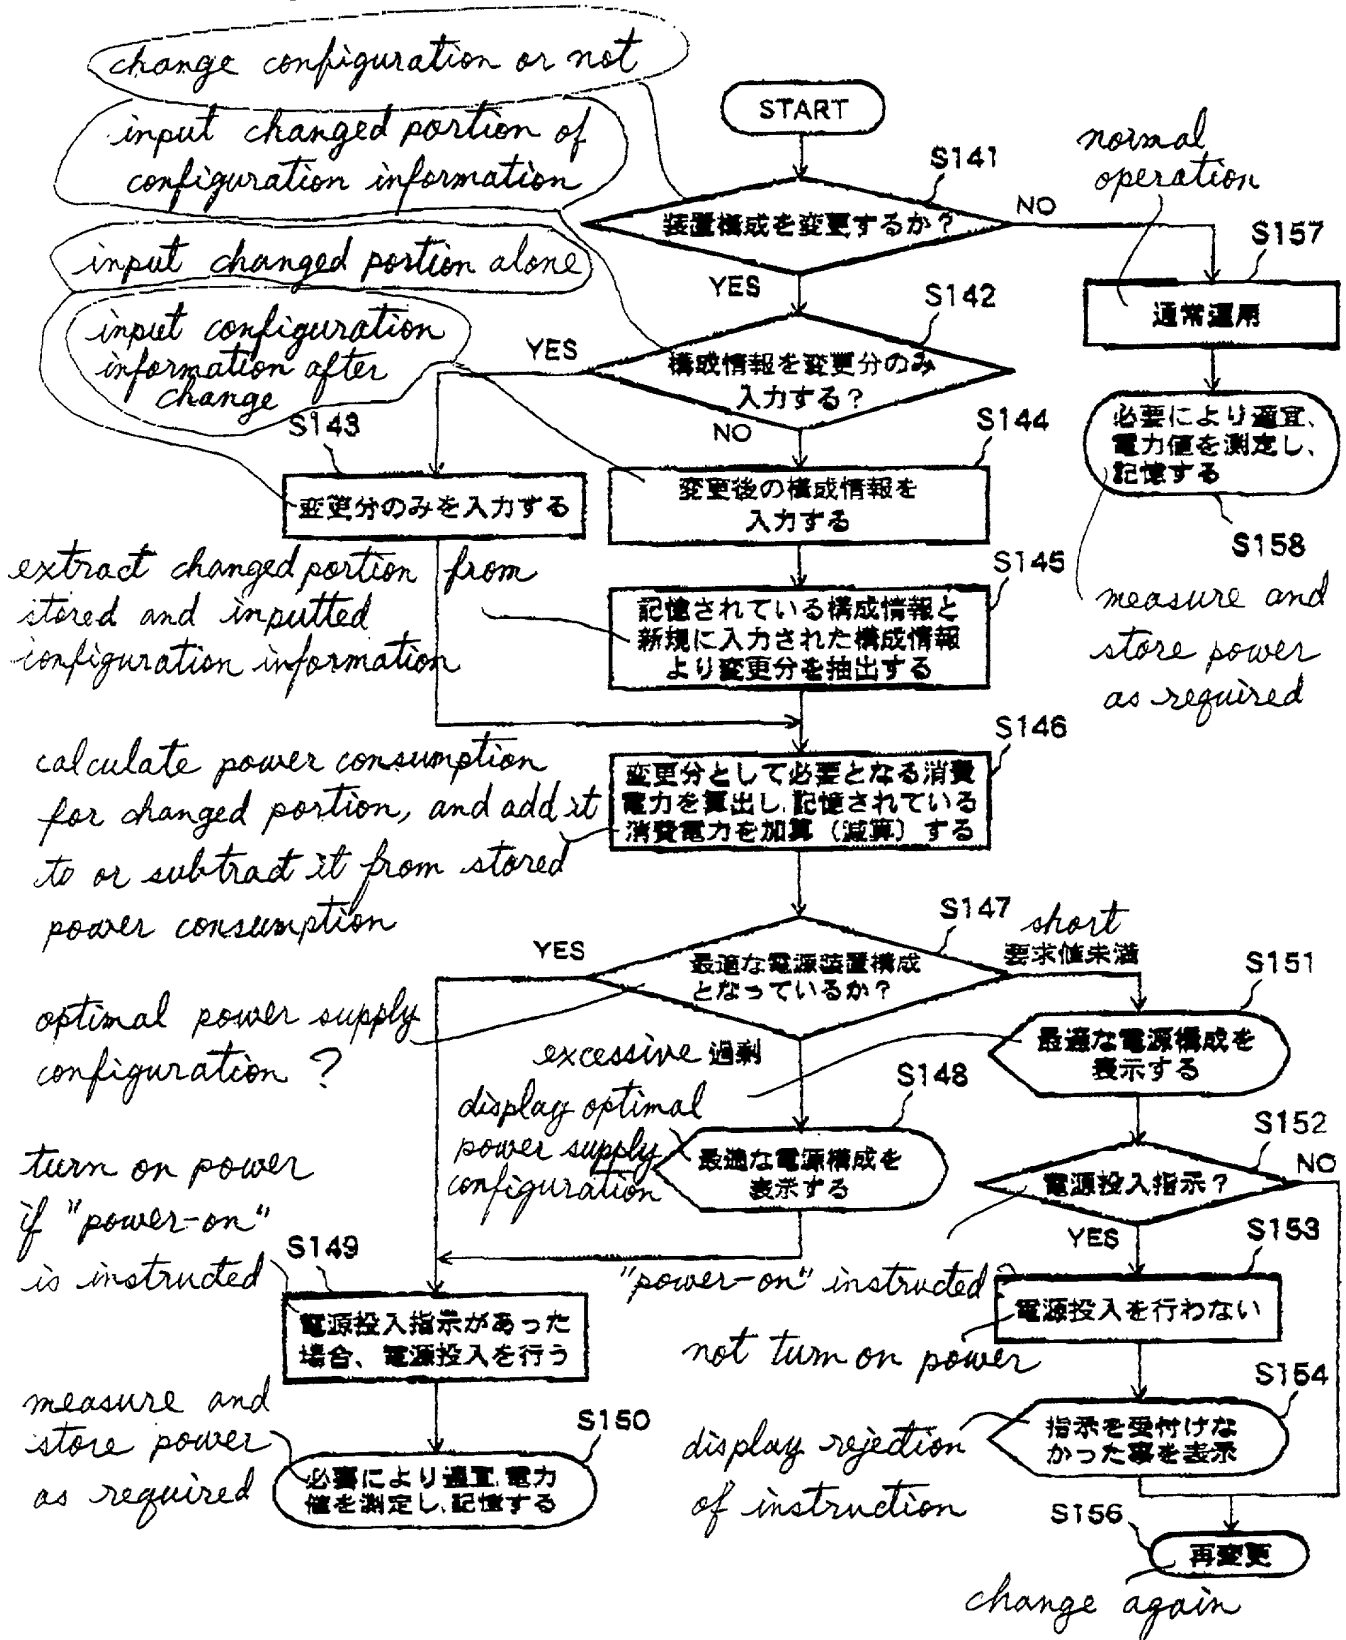 change configuration or not
input changed portion of
configuration information
input changed portion alone
input configuration
information after
change
START
S141
装置構成を変更するか?
NO
YES
normal
operation
S157
通常運用
必要により適宜、
電力値を測定し、
記憶する
S158
measure and
store power
as required
S142
構成情報を変更分のみ
入力する?
YES
NO
S143
変更分のみを入力する
S144
変更後の構成情報を
入力する
extract changed portion from
stored and inputted
configuration information
S145
記憶されている構成情報と
新規に入力された構成情報
より変更分を抽出する
S146
変更分として必要となる消費
電力を算出し、記憶されている
消費電力を加算(減算)する
calculate power consumption
for changed portion, and add it
to or subtract it from stored
power consumption
S147
最適な電源装置構成
となっているか?
YES
short
要求値未満
optimal power supply
configuration ?
excessive 過剰
display optimal
power supply
configuration
S148
最適な電源構成を
表示する
S151
最適な電源構成を
表示する
S152
電源投入指示?
NO
YES
turn on power
if "power-on"
is instructed
S149
電源投入指示があった
場合、電源投入を行う
"power-on" instructed ?
S153
電源投入を行わない
not turn on power
measure and
store power
as required
S150
必要により適宜、電力
値を測定し、記憶する
S154
指示を受付けな
かった事を表示
display rejection
of instruction
S156
再変更
change again